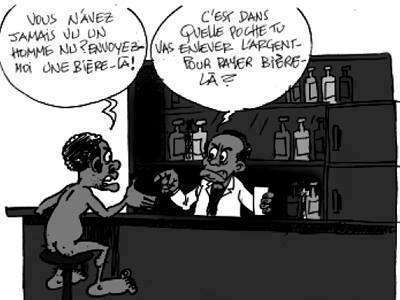 VOUS N'AVEZ
JAMAIS VU UN
HOMME NU? ENVOYEZ-
MOI UNE BIÈRE-LÀ!
C'EST DANS
QUELLE POCHE TU
VAS ENLEVER L'ARGENT-
POUR PAYER BIÈRE-
LÀ?